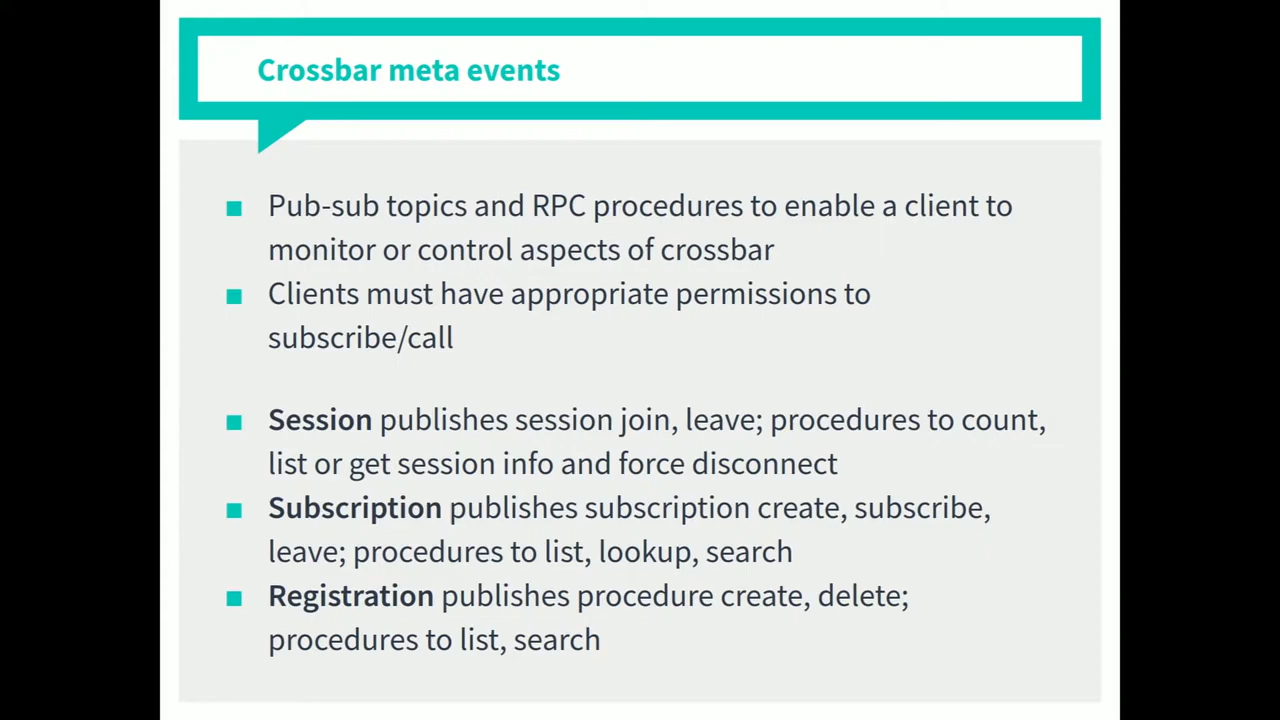 Crossbar meta events
Pub-sub topics and RPC procedures to enable a client to
monitor or control aspects of crossbar
Clients must have appropriate permissions to
subscribe/call
Session publishes session join, leave; procedures to count,
list or get session info and force disconnect
Subscription publishes subscription create, subscribe,
leave; procedures to list, lookup, search
Registration publishes procedure create, delete;
procedures to list, search